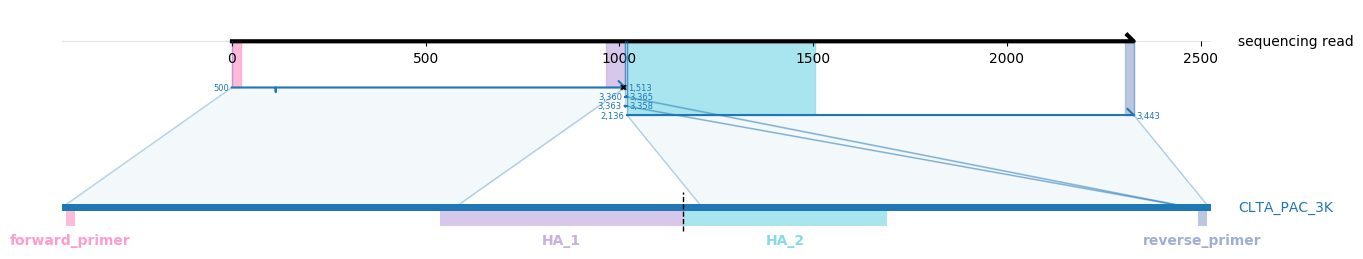 sequencing read
0 500 1000 1500 2000 2500
500 1,513
3,360 3,365
3,363 3,358
2,136 3,443
CLTA_PAC_3K
forward_primer HA_1 HA_2 reverse_primer